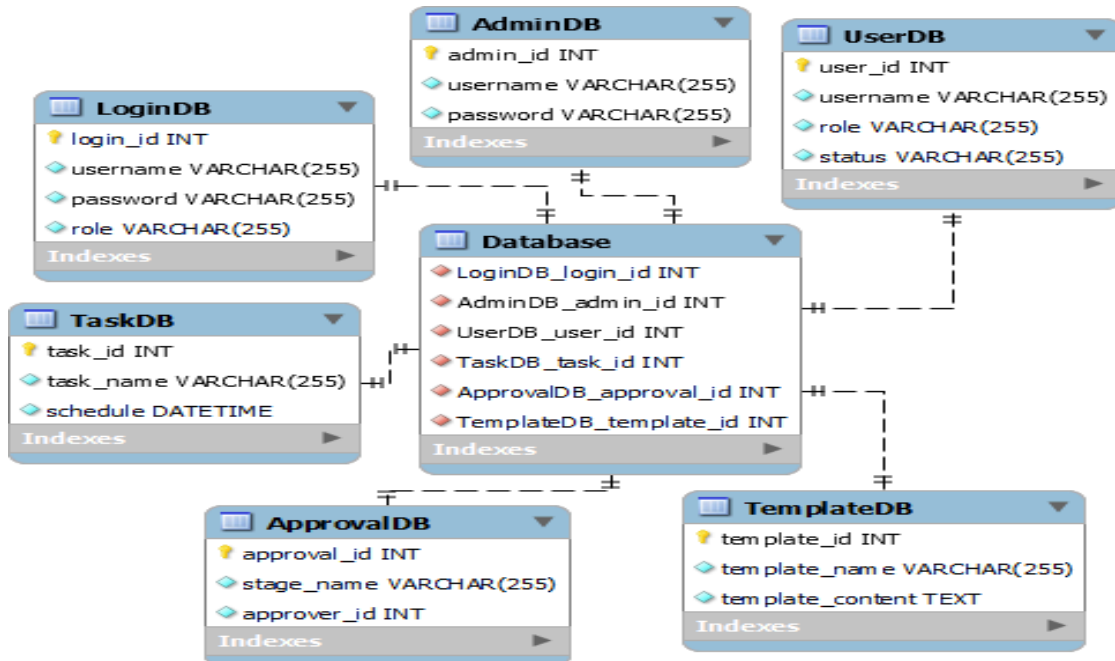 AdminDB
admin_id INT
username VARCHAR(255)
password VARCHAR(255)
Indexes
UserDB
user_id INT
username VARCHAR(255)
role VARCHAR(255)
status VARCHAR(255)
Indexes
LoginDB
login_id INT
username VARCHAR(255)
password VARCHAR(255)
role VARCHAR(255)
Indexes
Database
LoginDB_login_id INT
AdminDB_admin_id INT
UserDB_user_id INT
TaskDB_task_id INT
ApprovalDB_approval_id INT
TemplateDB_template_id INT
Indexes
TaskDB
task_id INT
task_name VARCHAR(255)
schedule DATETIME
Indexes
ApprovalDB
approval_id INT
stage_name VARCHAR(255)
approver_id INT
Indexes
TemplateDB
template_id INT
template_name VARCHAR(255)
template_content TEXT
Indexes